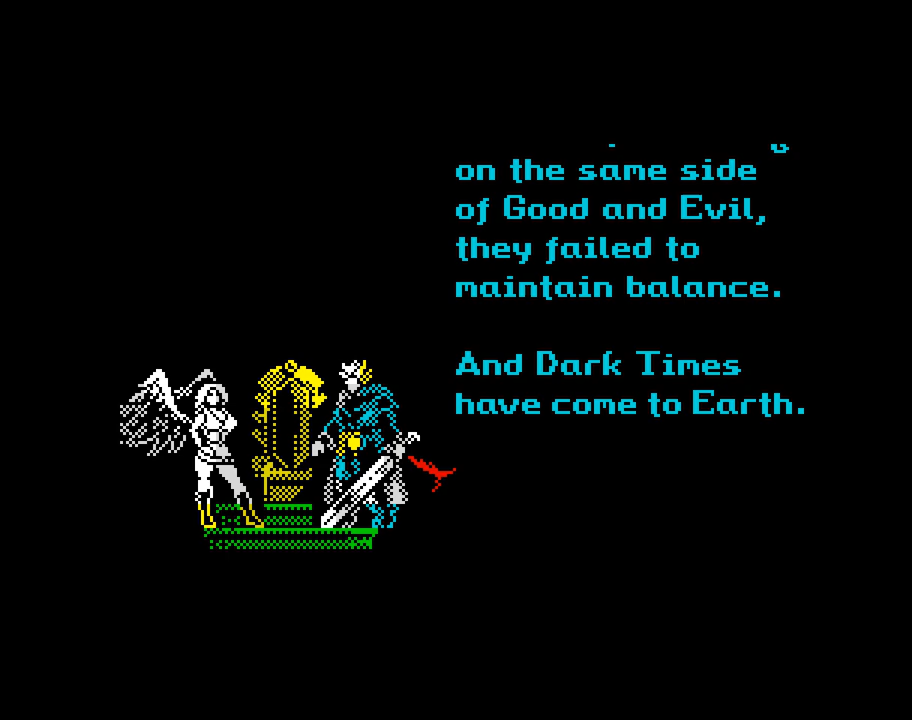 on the same side
of Good and Evil,
they failed to
maintain balance.
And Dark Times
have come to Earth.